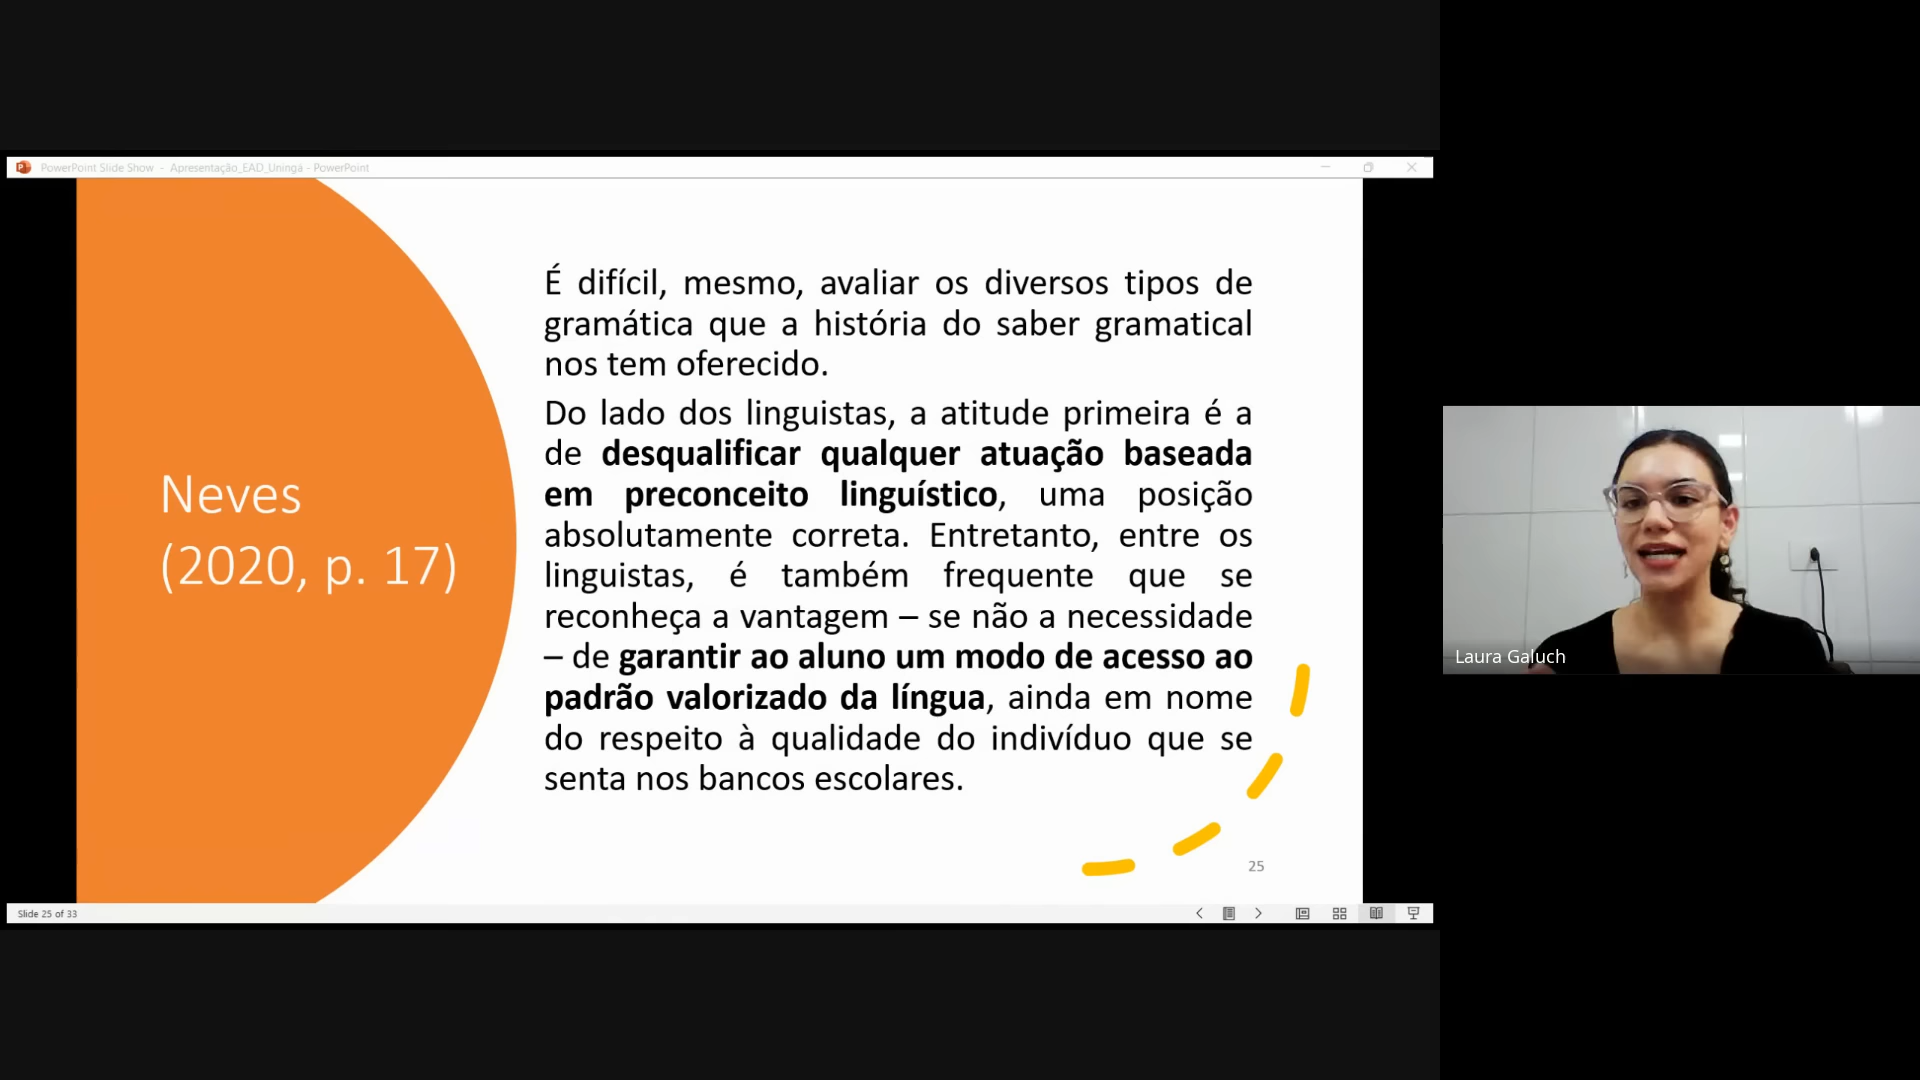 PowerPoint Slide Show - Apresentação_EAD_Uningá - PowerPoint
Neves
(2020, p. 17)
É difícil, mesmo, avaliar os diversos tipos de
gramática que a história do saber gramatical
nos tem oferecido.
Do lado dos linguistas, a atitude primeira é a
de desqualificar qualquer atuação baseada
em preconceito linguístico, uma posição
absolutamente correta. Entretanto, entre os
linguistas, é também frequente que se
reconheça a vantagem – se não a necessidade
– de garantir ao aluno um modo de acesso ao
padrão valorizado da língua, ainda em nome
do respeito à qualidade do indivíduo que se
senta nos bancos escolares.
25
Slide 25 of 33
Laura Galuch